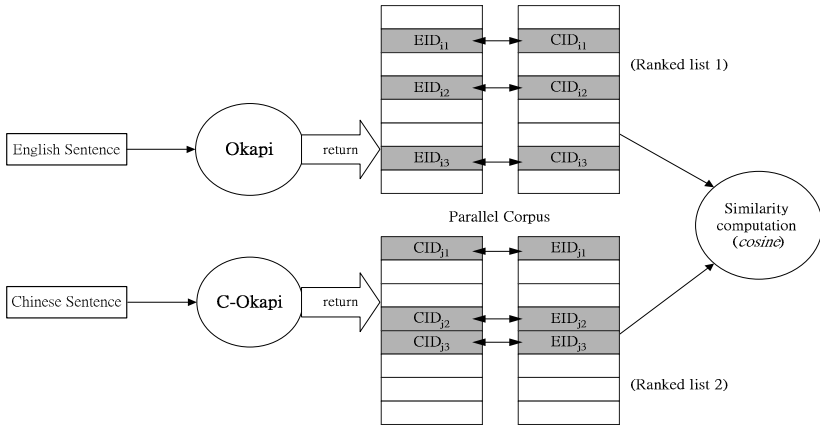 EID_i1 CID_i1
(Ranked list 1)
EID_i2 CID_i2
English Sentence
Okapi
return
EID_i3 CID_i3
Parallel Corpus
Similarity
computation
(cosine)
CID_j1 EID_j1
Chinese Sentence
C-Okapi
return
CID_j2 EID_j2
CID_j3 EID_j3
(Ranked list 2)